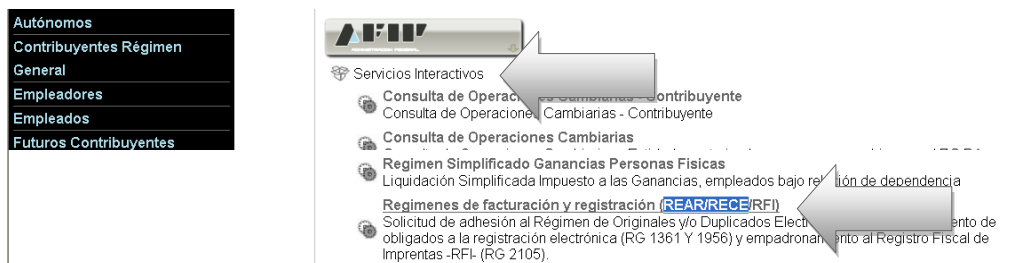 Autónomos
Contribuyentes Régimen
General
Empleadores
Empleados
Futuros Contribuyentes
AFIP
Servicios Interactivos
Consulta de Operaciones Cambiarias - Contribuyente
Consulta de Operaciones Cambiarias - Contribuyente
Consulta de Operaciones Cambiarias
Regimen Simplificado Ganancias Personas Fisicas
Liquidación Simplificada Impuesto a las Ganancias, empleados bajo relación de dependencia
Regimenes de facturación y registración (REAR/RECE/RFI)
Solicitud de adhesión al Régimen de Originales y/o Duplicados Elect ento de
obligados a la registración electrónica (RG 1361 Y 1956) y empadronamiento al Registro Fiscal de
Imprentas -RFI- (RG 2105).